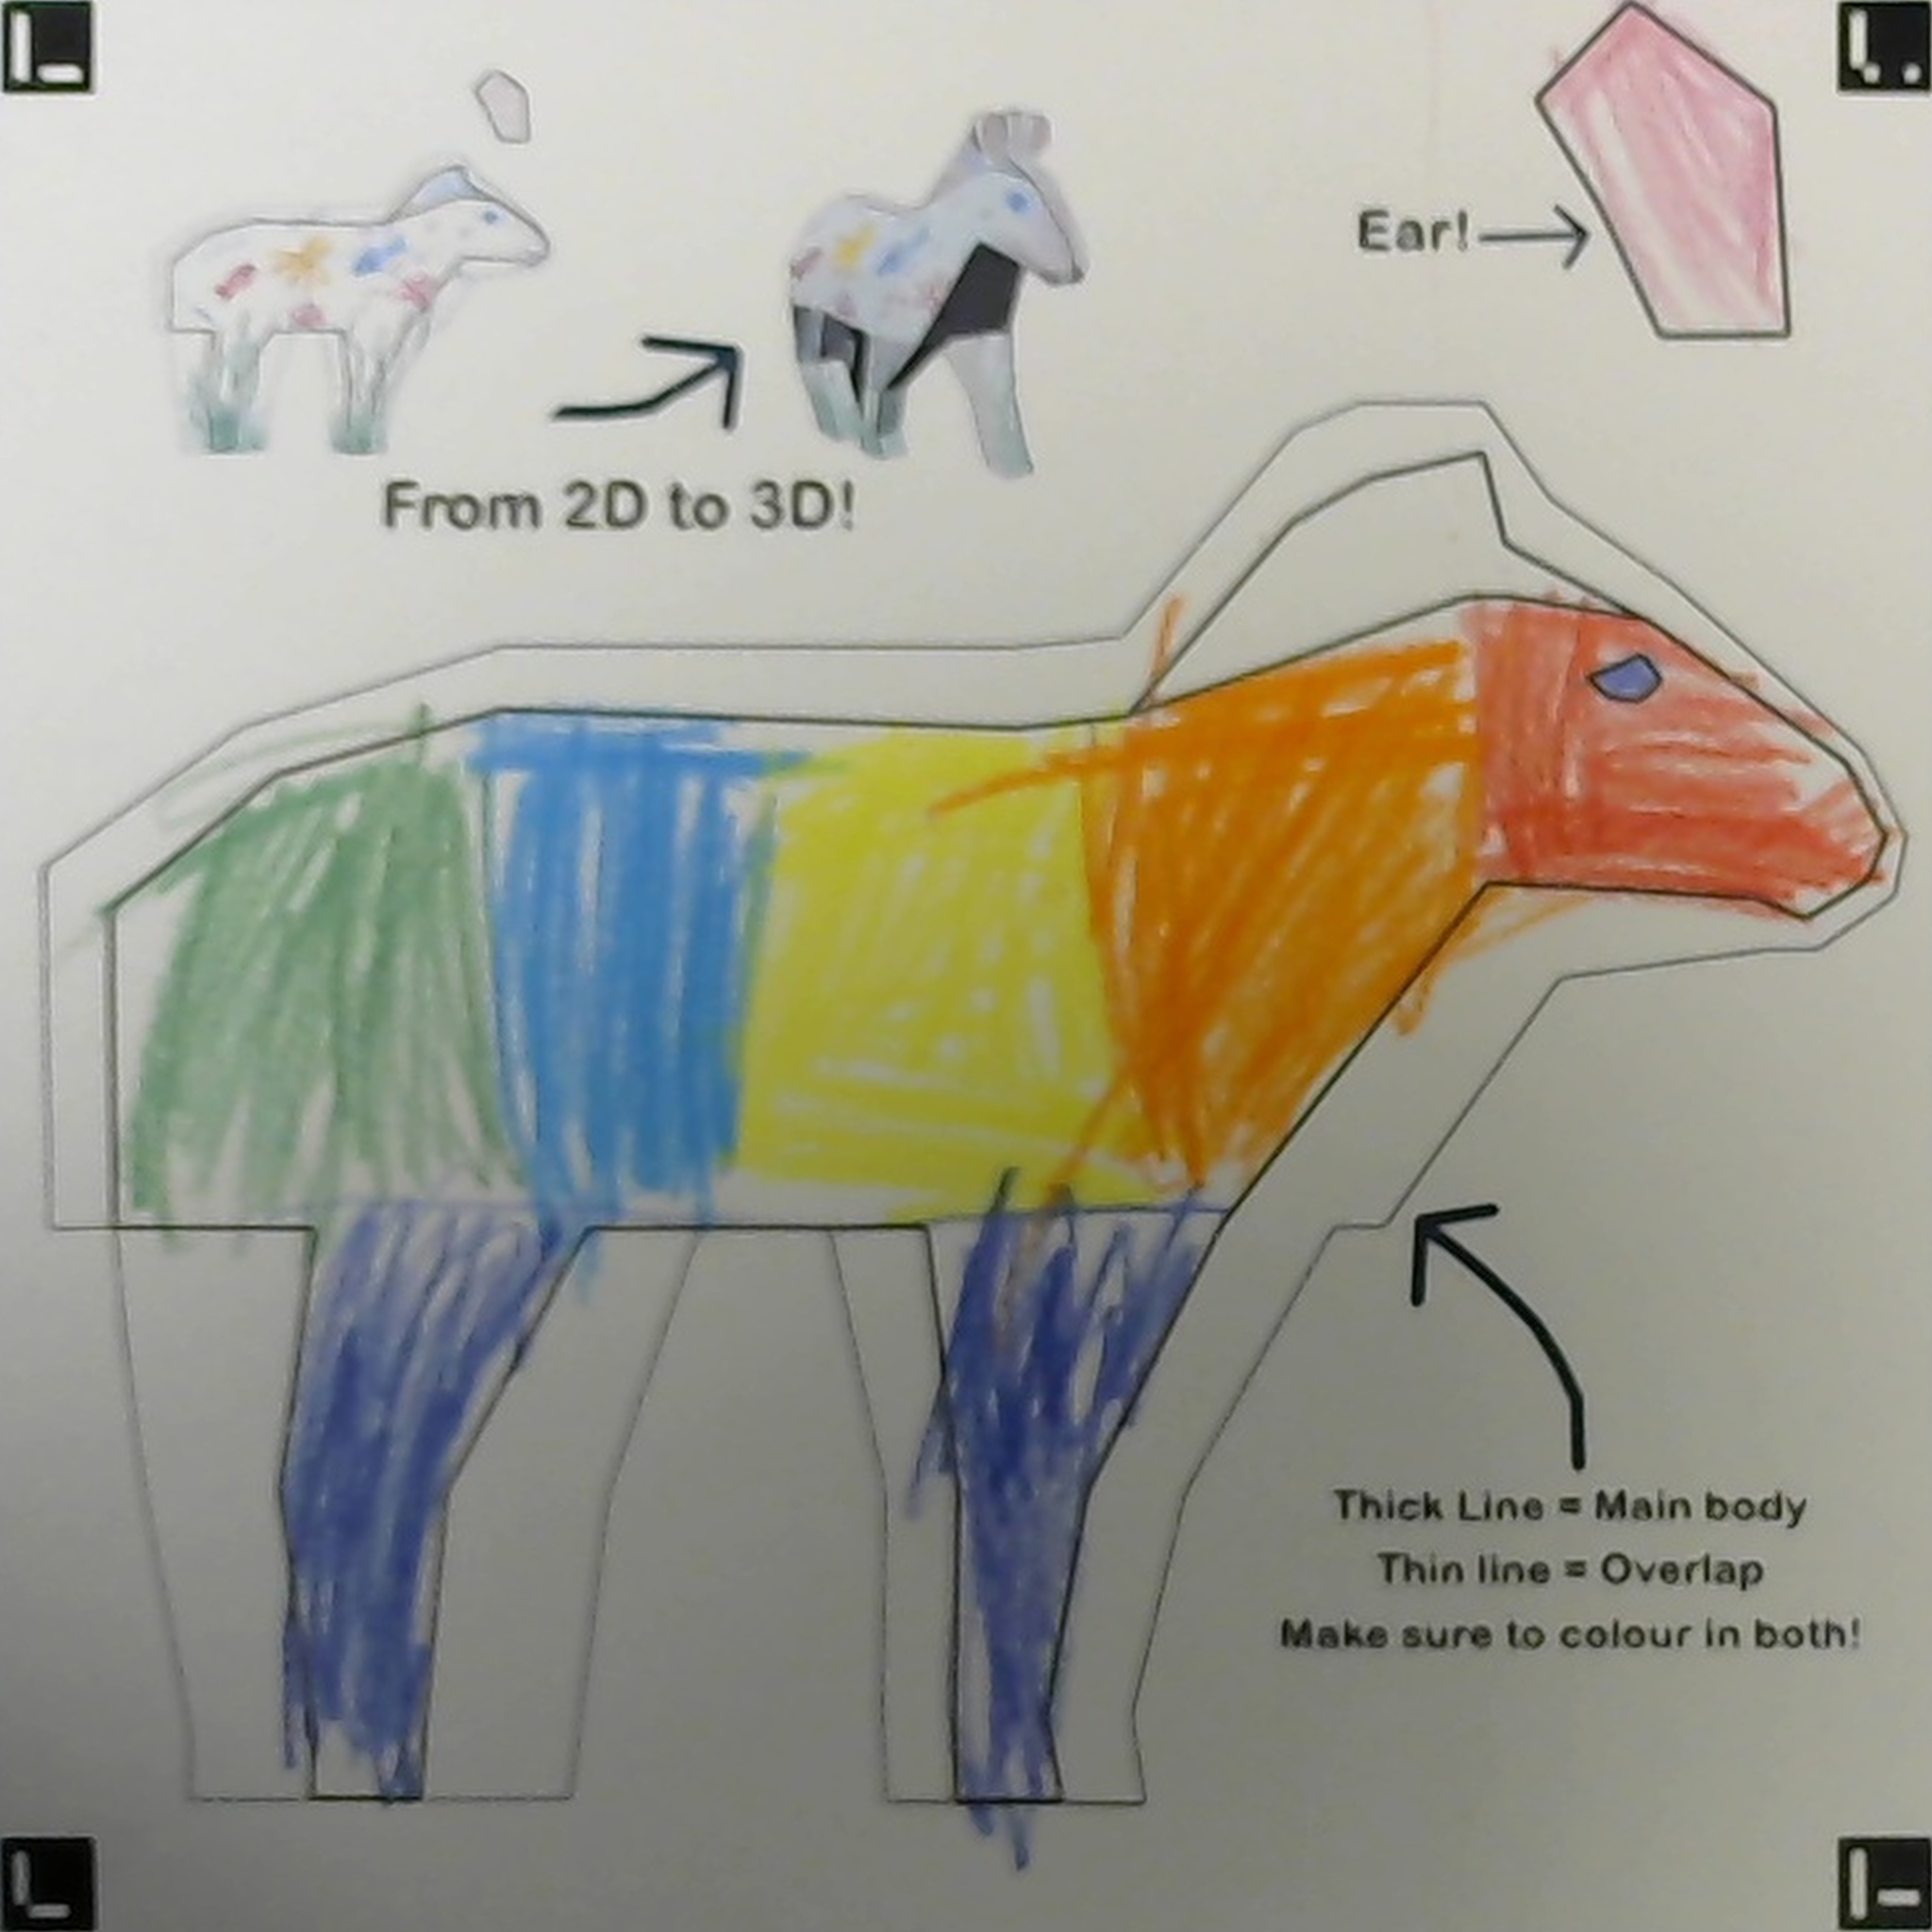 Ear!
From 2D to 3D!
Thick Line = Main body
Thin line = Overlap
Make sure to colour in both!